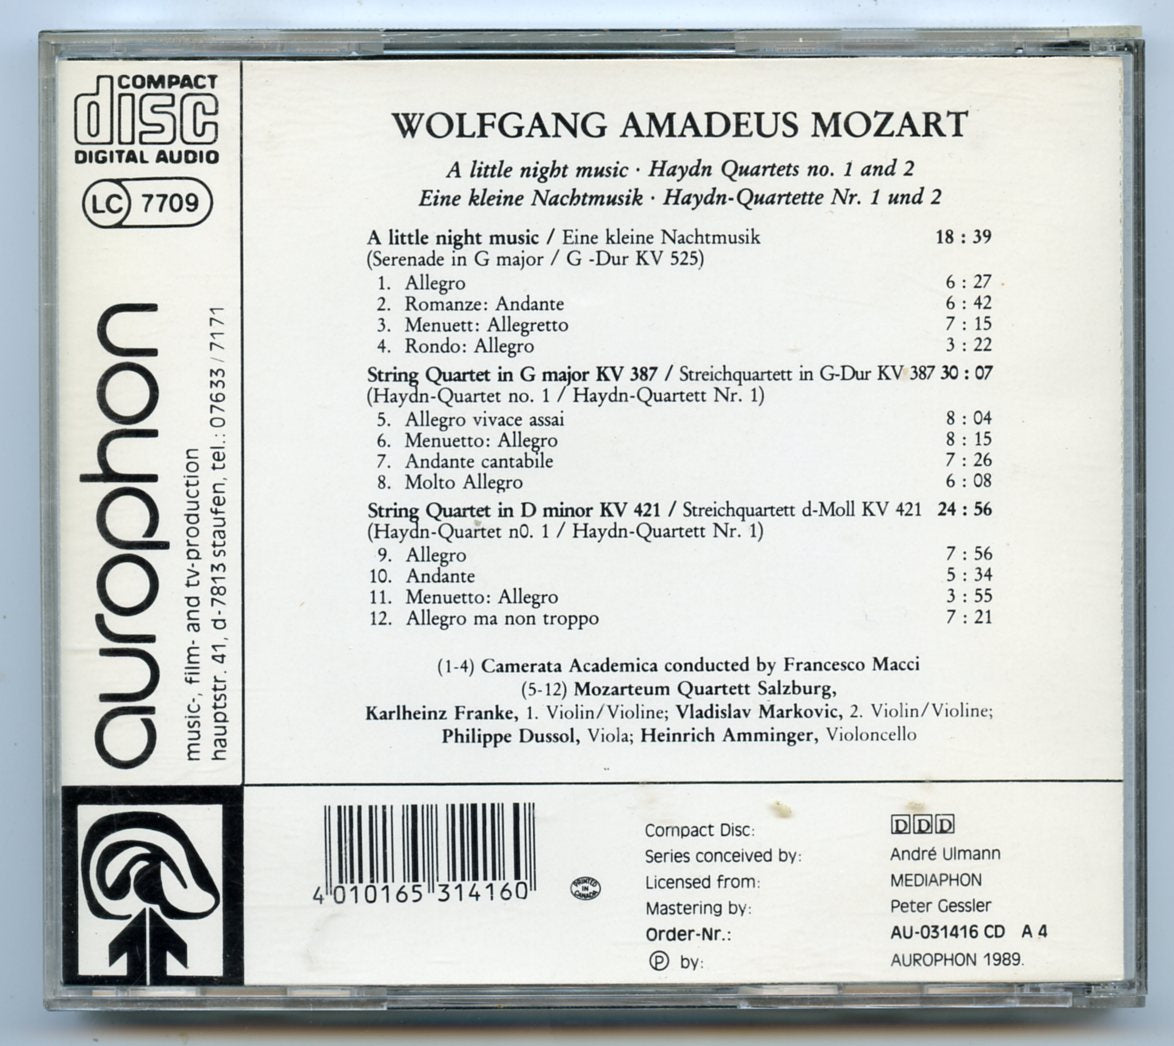 COMPACT
disc
DIGITAL AUDIO
LC 7709
aurophon
music-, film- and tv-production
hauptstr. 41, d-7813 staufen, tel.: 07633 / 7171
WOLFGANG AMADEUS MOZART
A little night music · Haydn Quartets no. 1 and 2
Eine kleine Nachtmusik · Haydn-Quartette Nr. 1 und 2
A little night music / Eine kleine Nachtmusik 18 : 39
(Serenade in G major / G -Dur KV 525)
1. Allegro 6 : 27
2. Romanze: Andante 6 : 42
3. Menuett: Allegretto 7 : 15
4. Rondo: Allegro 3 : 22
String Quartet in G major KV 387 / Streichquartett in G-Dur KV 387 30 : 07
(Haydn-Quartet no. 1 / Haydn-Quartett Nr. 1)
5. Allegro vivace assai 8 : 04
6. Menuetto: Allegro 8 : 15
7. Andante cantabile 7 : 26
8. Molto Allegro 6 : 08
String Quartet in D minor KV 421 / Streichquartett d-Moll KV 421 24 : 56
(Haydn-Quartet n0. 1 / Haydn-Quartett Nr. 1)
9. Allegro 7 : 56
10. Andante 5 : 34
11. Menuetto: Allegro 3 : 55
12. Allegro ma non troppo 7 : 21
(1-4) Camerata Academica conducted by Francesco Macci
(5-12) Mozarteum Quartett Salzburg,
Karlheinz Franke, 1. Violin/Violine; Vladislav Markovic, 2. Violin/Violine;
Philippe Dussol, Viola; Heinrich Amminger, Violoncello
4 010165 314160
PRINTED
IN
CANADA
Compact Disc: DDD
Series conceived by: André Ulmann
Licensed from: MEDIAPHON
Mastering by: Peter Gessler
Order-Nr.: AU-031416 CD A 4
Ⓟ by: AUROPHON 1989.